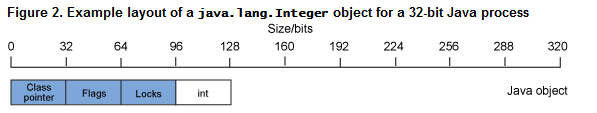 Figure 2. Example layout of a java.lang.Integer object for a 32-bit Java process
Size/bits
0 32 64 96 128 160 192 224 256 288 320
Class
pointer
Flags
Locks
int
Java object